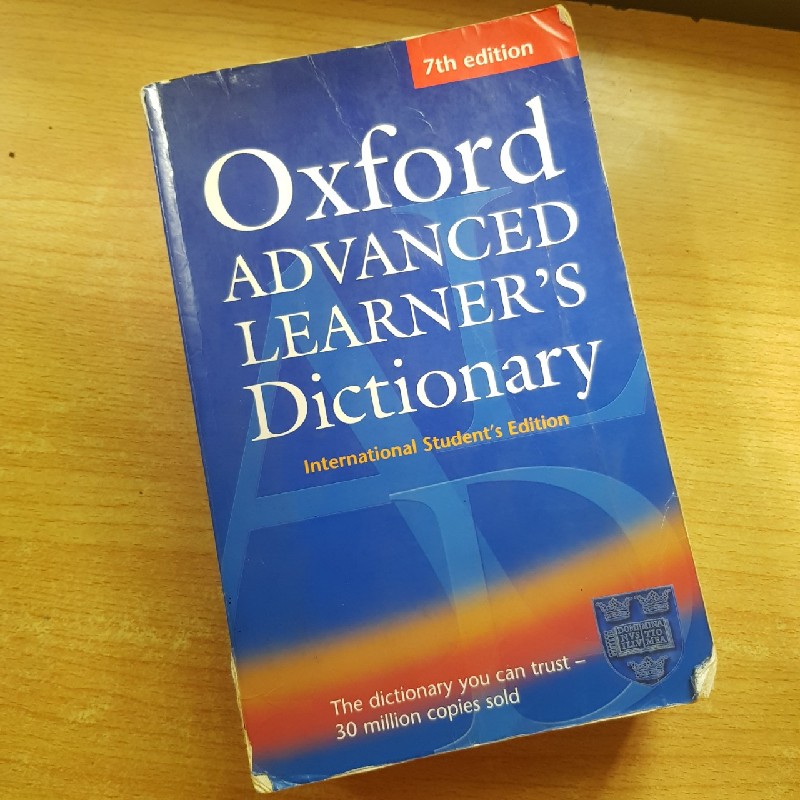 7th edition
Oxford
ADVANCED
LEARNER'S
Dictionary
International Student's Edition
The dictionary you can trust –
30 million copies sold